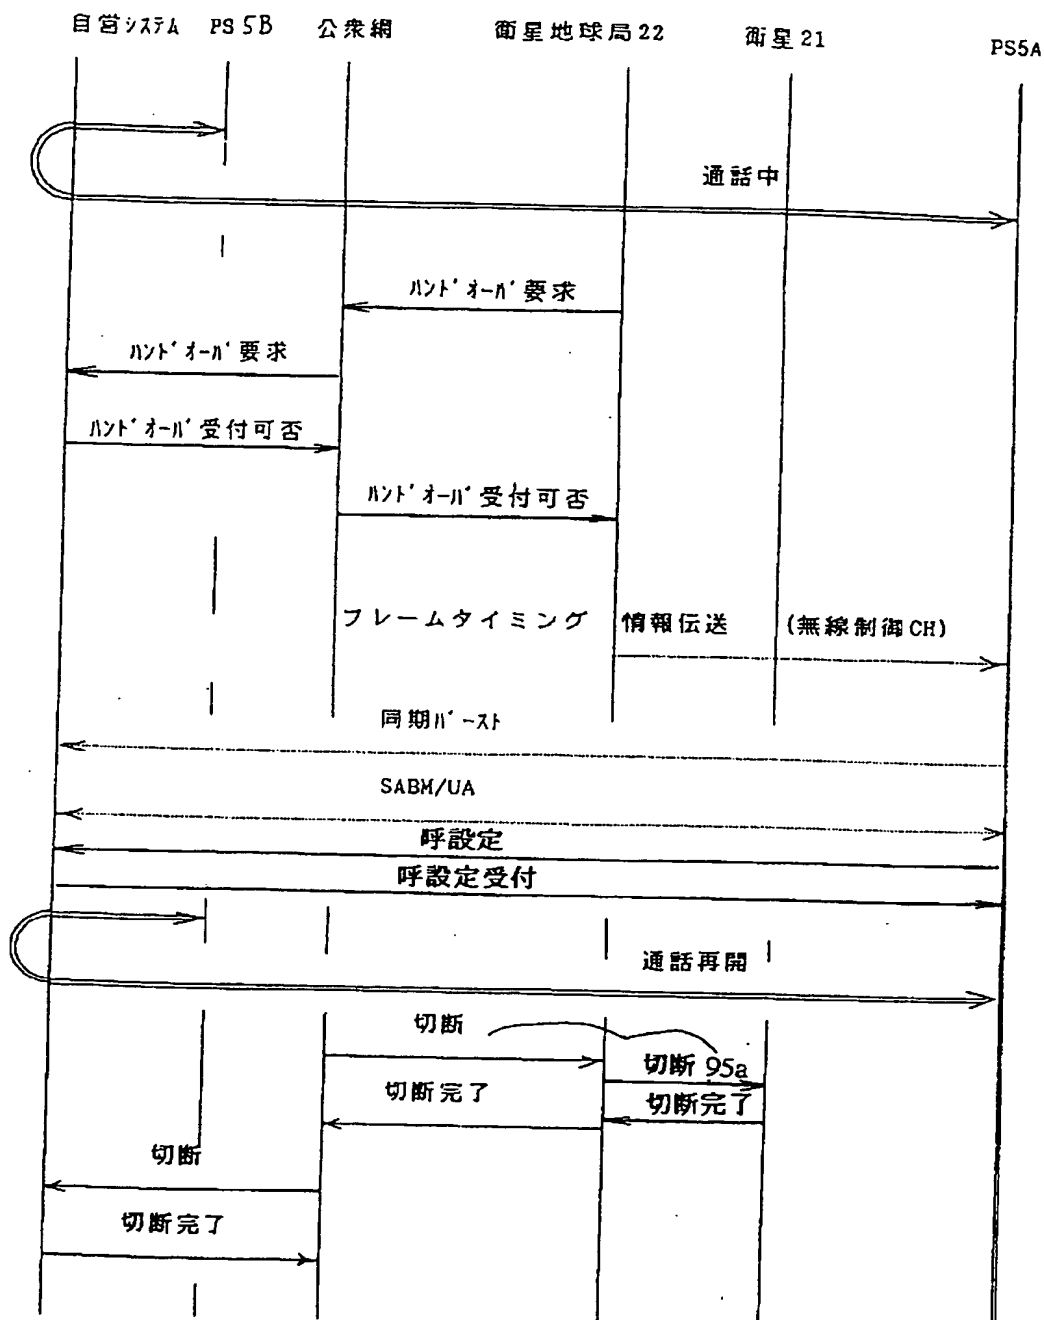 自営システム PS 5B 公衆網 衛星地球局22 衛星21 PS5A
通話中
ハンドオーバ要求
ハンドオーバ要求
ハンドオーバ受付可否
ハンドオーバ受付可否
フレームタイミング 情報伝送 (無線制御CH)
同期バースト
SABM/UA
呼設定
呼設定受付
通話再開
切断
切断 95a
切断完了
切断完了
切断
切断完了